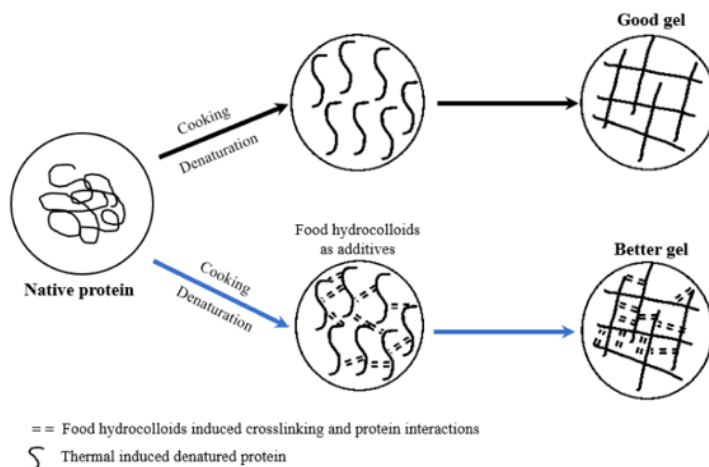 Good gel
Cooking
Denaturation
Native protein
Food hydrocolloids
as additives
Better gel
Cooking
Denaturation
== Food hydrocolloids induced crosslinking and protein interactions
Thermal induced denatured protein